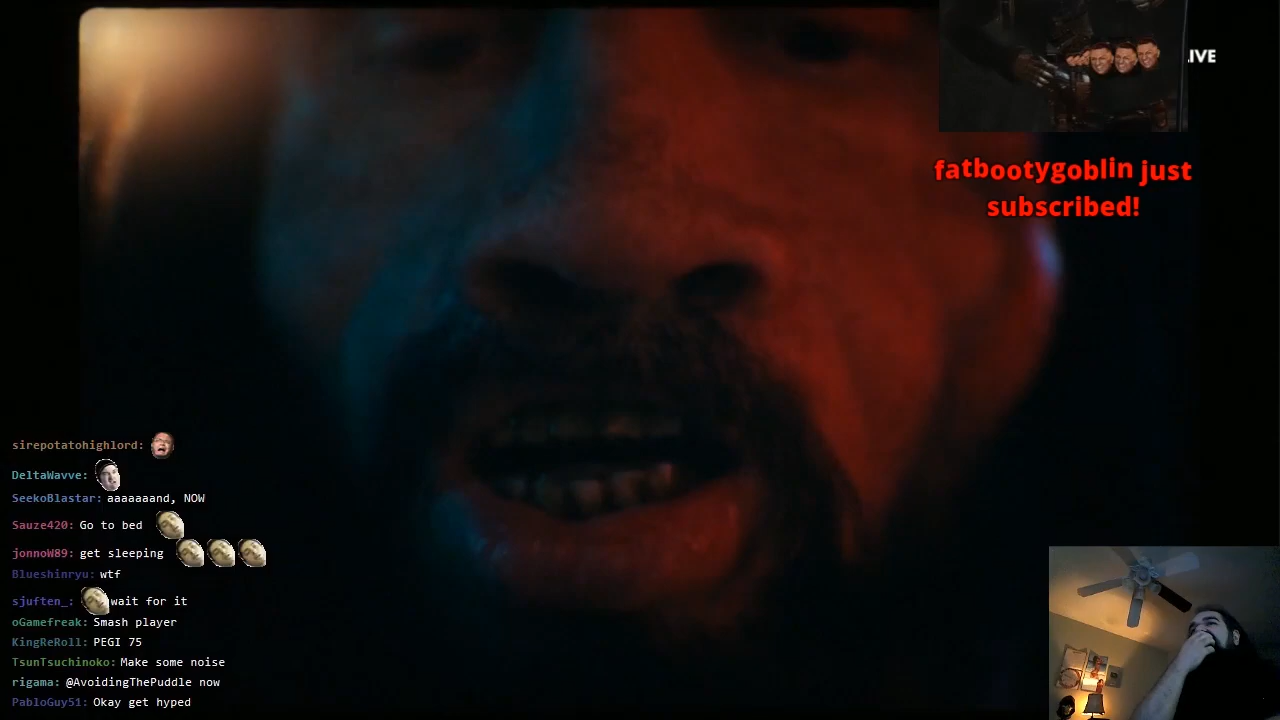 LIVE
fatbootygoblin just
subscribed!
sirepotatohighlord:
DeltaWavve:
SeekoBlastar: aaaaaaand, NOW
Sauze420: Go to bed
jonnoW89: get sleeping
Blueshinryu: wtf
sjuften_: wait for it
oGamefreak: Smash player
KingReRoll: PEGI 75
TsunTsuchinoko: Make some noise
rigama: @AvoidingThePuddle now
PabloGuy51: Okay get hyped